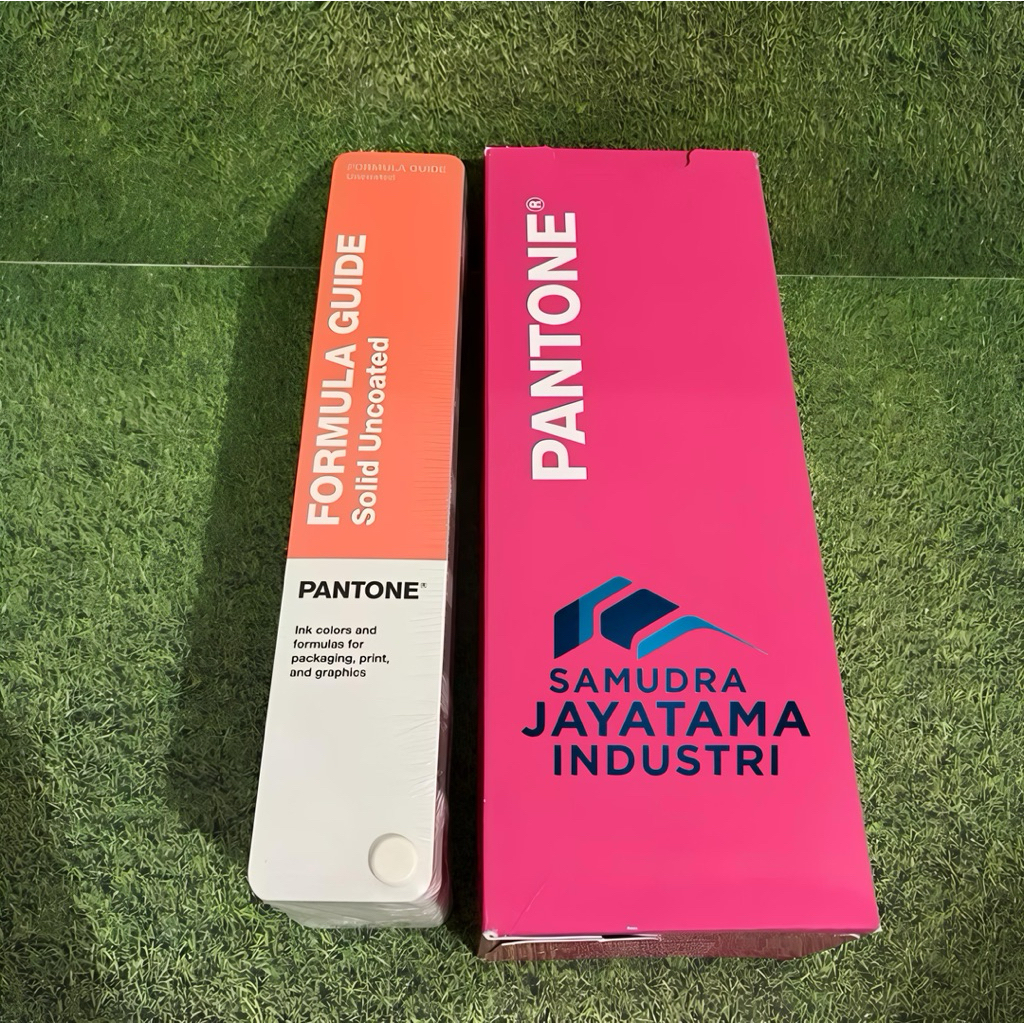 FORMULA GUIDE
Uncoated
FORMULA GUIDE
Solid Uncoated
PANTONE®
Ink colors and
formulas for
packaging, print,
and graphics
PANTONE®
SAMUDRA
JAYATAMA
INDUSTRI